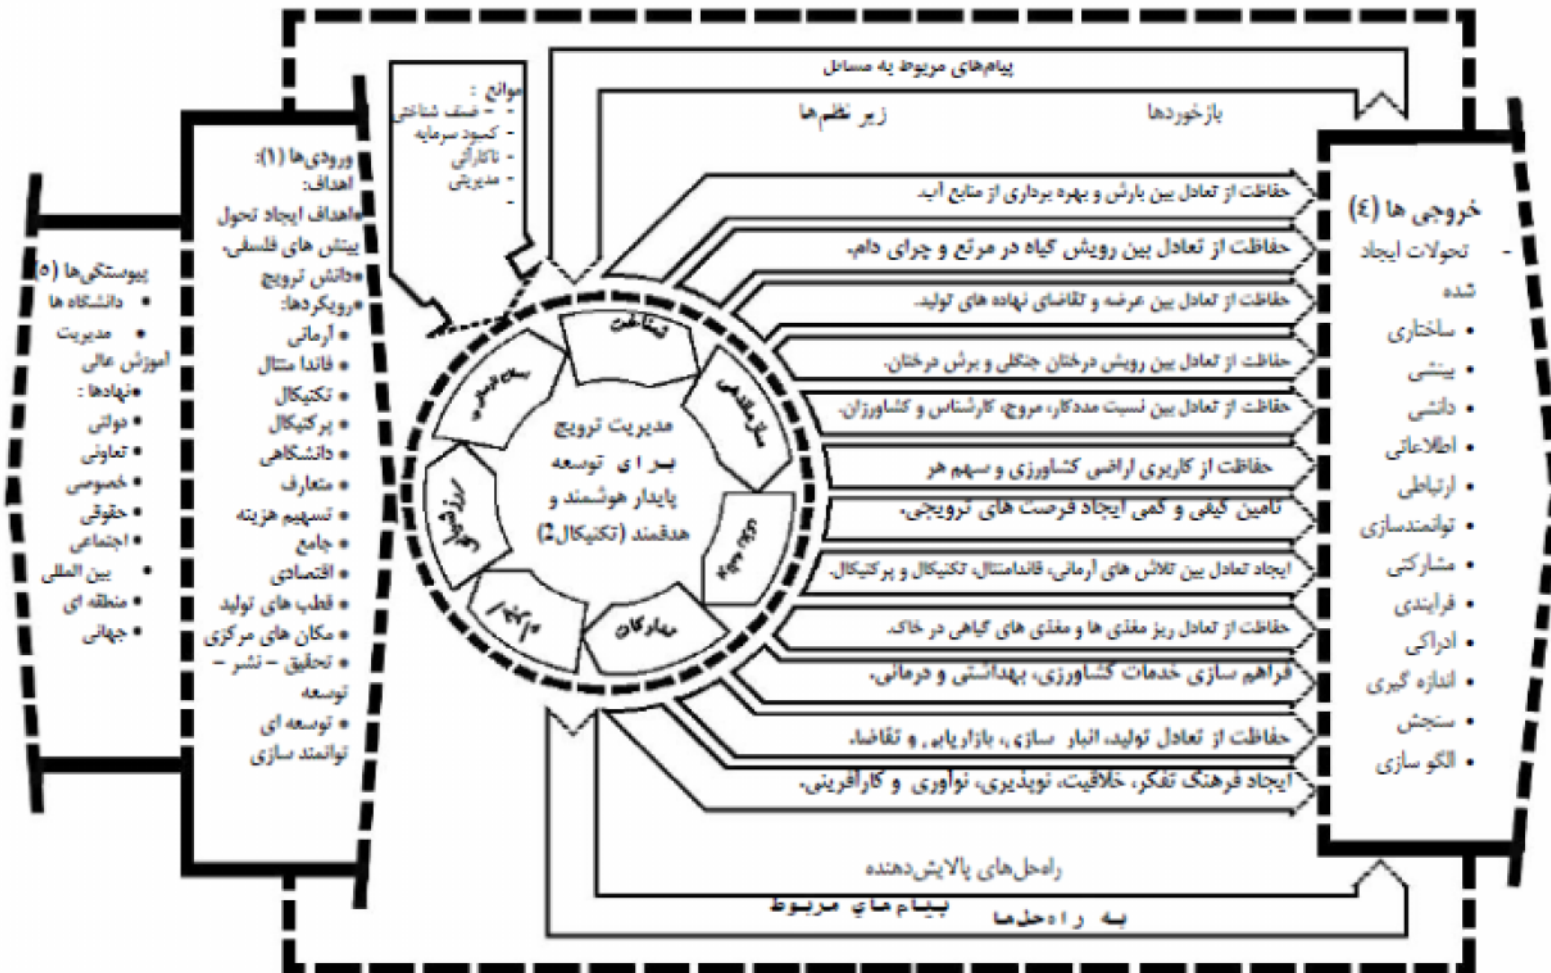 پیام‌های مربوط به مسائل
بازخوردها
زیر نظم‌ها
موانع :
- - ضعف شناختی
- کمبود سرمایه
- ناکارآئی
- مدیریتی
-
خروجی ها (٤)
- تحولات ایجاد
شده
• ساختاری
• بینشی
• دانشی
• اطلاعاتی
• ارتباطی
• توانمندسازی
• مشارکتی
• فرایندی
• ادراکی
• اندازه گیری
• سنجش
• الگو سازی
حفاظت از تعادل بین بارش و بهره برداری از منابع آب.
حفاظت از تعادل بین رویش گیاه در مرتع و چرای دام.
حفاظت از تعادل بین عرضه و تقاضای نهاده های تولید.
حفاظت از تعادل بین رویش درختان جنگلی و برش درختان.
حفاظت از تعادل بین نسبت مددکار، مروج، کارشناس و کشاورزان.
حفاظت از کاربری اراضی کشاورزی و سهم هر
تامین کیفی و کمی ایجاد فرصت های ترویجی.
ایجاد تعادل بین تلاش های آرمانی، فاندامنتال، تکنیکال و پرکتیکال.
حفاظت از تعادل ریز مغذی ها و مغذی های گیاهی در خاک.
فراهم سازی خدمات کشاورزی، بهداشتی و درمانی.
حفاظت از تعادل تولید، انبار سازی، بازاریابی و تقاضا.
ایجاد فرهنگ تفکر، خلاقیت، نوپذیری، نوآوری و کارآفرینی.
شناخت
سازماندهی
تدارکات
اجراء
ارزشیابی
مدیریت ترویج
برای توسعه
پایدار هوشمند و
هدفمند (تکنیکال2)
ورودی‌ها (۱):
اهداف:
•اهداف ایجاد تحول
بینش های فلسفی.
•دانش ترویج
•رویکردها:
• آرمانی
• فاندا منتال
• تکنیکال
• پرکتیکال
• دانشگاهی
• متعارف
• تسهیم هزینه
• جامع
• اقتصادی
• قطب های تولید
• مکان های مرکزی
• تحقیق – نشر –
توسعه
• توسعه ای
توانمند سازی
پیوستگی‌ها (٥)
• دانشگاه ها
• مدیریت
آموزش عالی
•نهادها :
• دولتی
• تعاونی
• خصوصی
• حقوقی
• اجتماعی
• بین المللی
• منطقه ای
• جهانی
راه‌حل‌های پالایش‌دهنده
پیام‌های مربوط
به راه‌حل‌ها